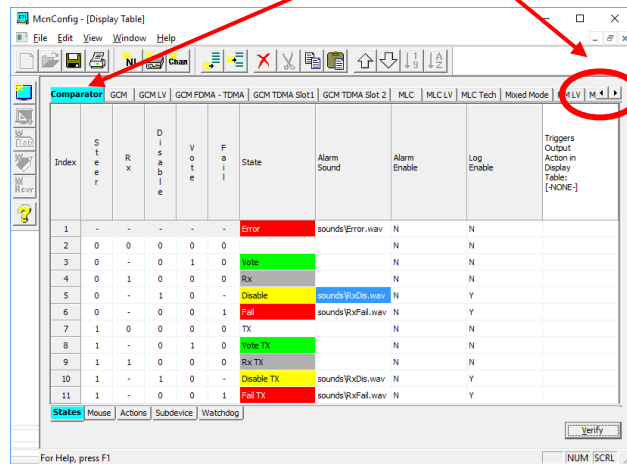 McnConfig - [Display Table]
File Edit View Window Help
NI Chan
Comparator GCM GCM LV GCM FDMA - TDMA GCM TDMA Slot1 GCM TDMA Slot 2 MLC MLC LV MLC Tech Mixed Mode LV M
Index Steer Rx Disable Vote Fail State Alarm Sound Alarm Enable Log Enable Triggers Output Action in Display Table: [-NONE-]
1 - - - - - Error sounds\Error.wav N N
2 0 0 0 0 0 N N
3 0 - 0 1 0 Vote N N
4 0 1 0 0 0 Rx N N
5 0 - 1 0 - Disable sounds\RxDis.wav N Y
6 0 - 0 0 1 Fail sounds\RxFail.wav N Y
7 1 0 0 0 0 TX N N
8 1 - 0 1 0 Vote TX N N
9 1 1 0 0 0 Rx TX N N
10 1 - 1 0 - Disable TX sounds\RxDis.wav N Y
11 1 - 0 0 1 Fail TX sounds\RxFail.wav N Y
States Mouse Actions Subdevice Watchdog
Verify
For Help, press F1
NUM SCRL